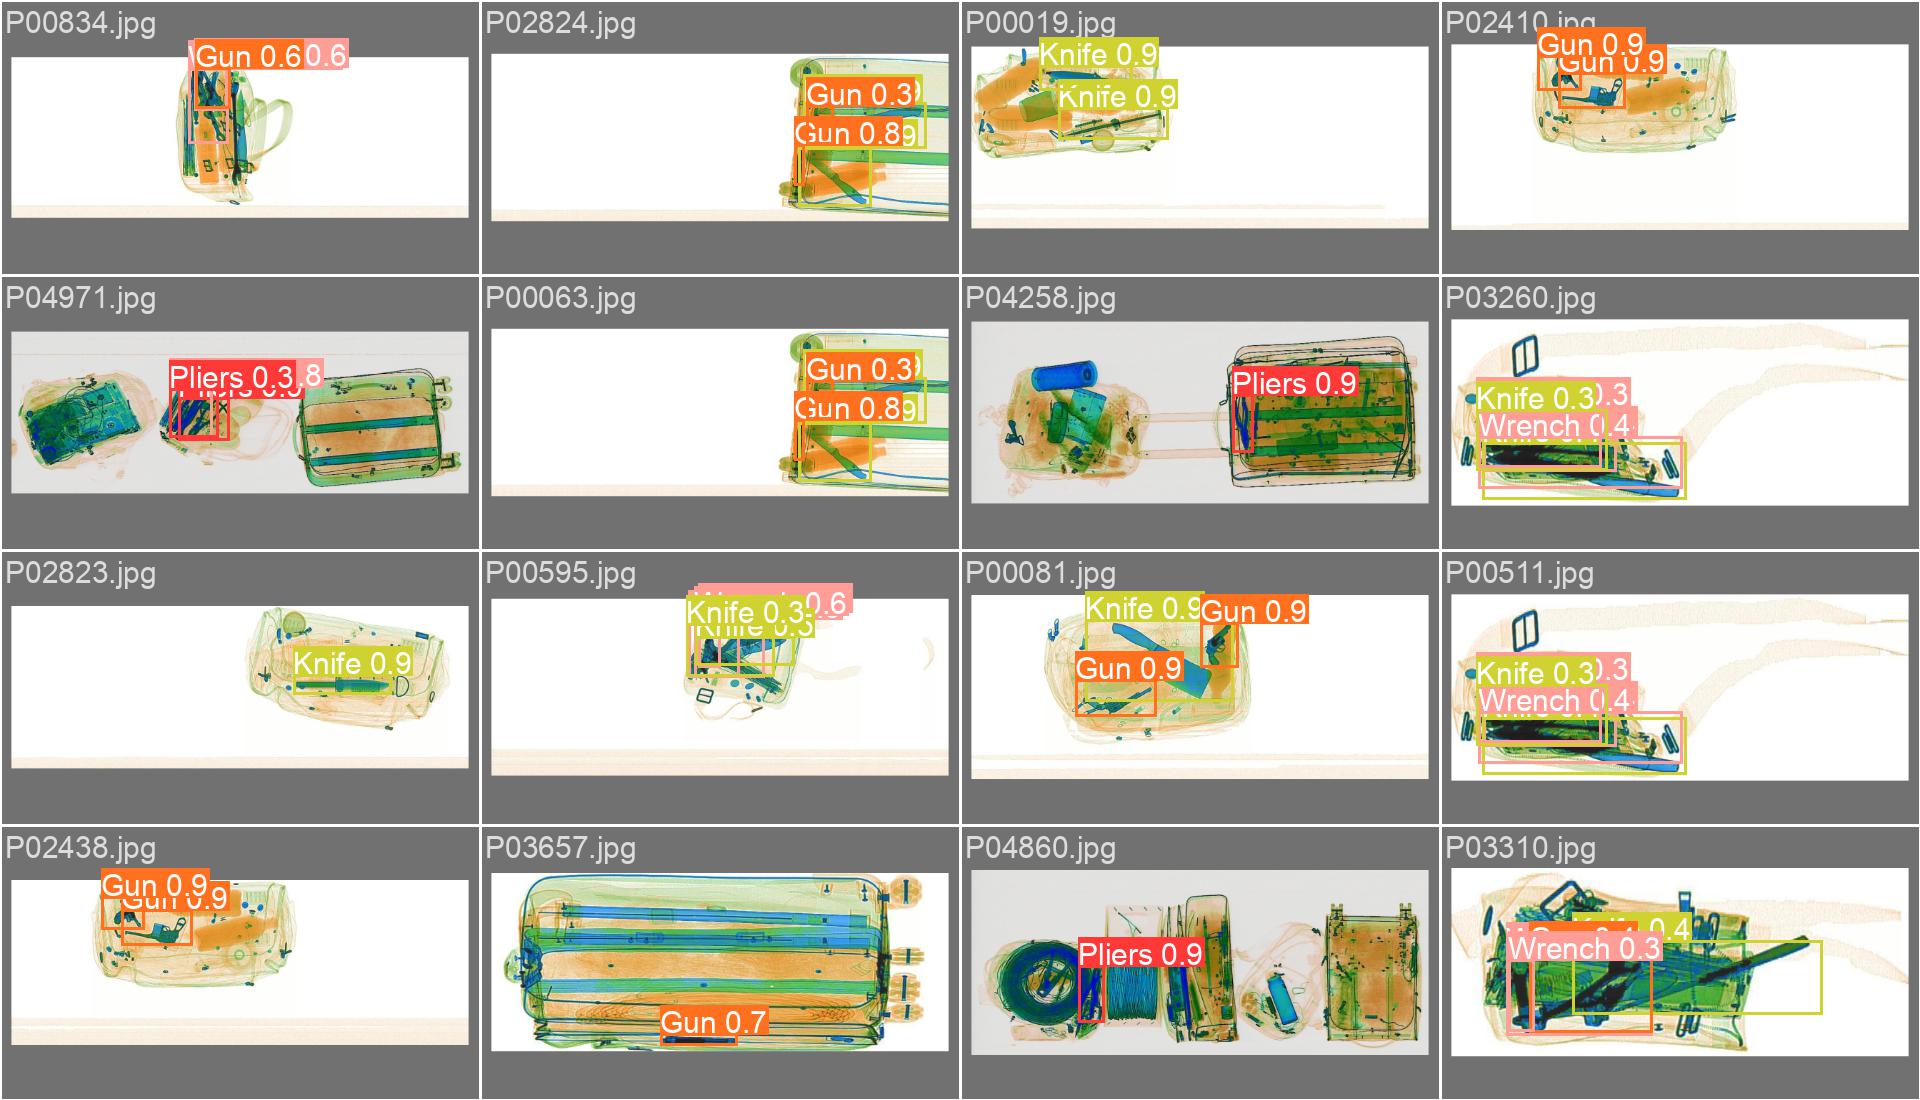 P00834.jpg
Gun 0.6 0.6
P02824.jpg
Gun 0.3
Gun 0.8 9
P00019.jpg
Knife 0.9
Knife 0.9
P02410.jpg
Gun 0.9
Gun 0.9
P04971.jpg
Pliers 0.3 .8
P00063.jpg
Gun 0.3
Gun 0.8 9
P04258.jpg
Pliers 0.9
P03260.jpg
Knife 0.3 0.3
Wrench 0.4
P02823.jpg
Knife 0.9
P00595.jpg
0.6
Knife 0.3
Knife 0.3
P00081.jpg
Knife 0.9
Gun 0.9
Gun 0.9
P00511.jpg
Knife 0.3 0.3
Wrench 0.4
P02438.jpg
Gun 0.9
Gun 0.9
P03657.jpg
Gun 0.7
P04860.jpg
Pliers 0.9
P03310.jpg
0.4
Wrench 0.3